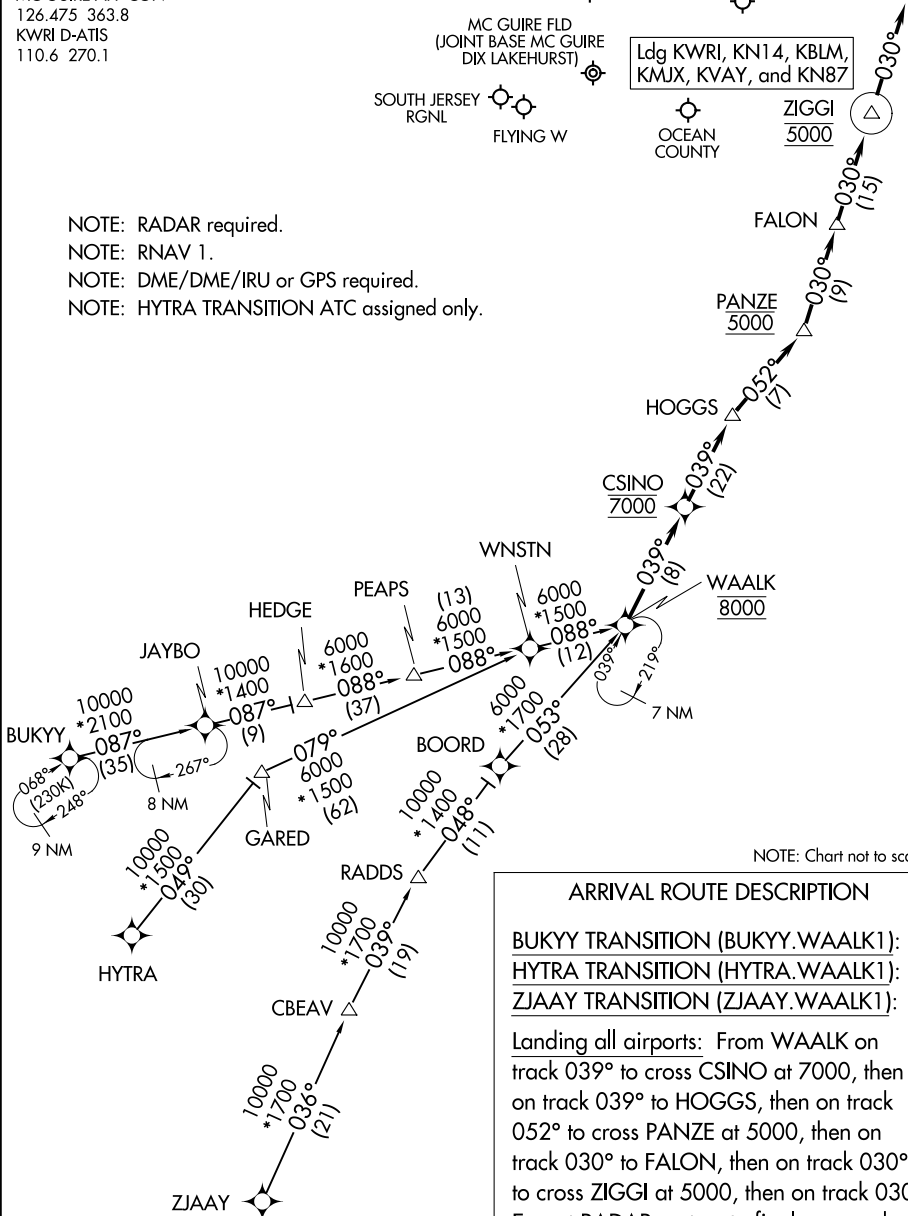 126.475 363.8
KWRI D-ATIS
110.6 270.1
MC GUIRE FLD
(JOINT BASE MC GUIRE
DIX LAKEHURST)
Ldg KWRI, KN14, KBLM,
KMJX, KVAY, and KN87
SOUTH JERSEY
RGNL
FLYING W
OCEAN
COUNTY
030°
ZIGGI
5000
030°
(15)
FALON
NOTE: RADAR required.
NOTE: RNAV 1.
NOTE: DME/DME/IRU or GPS required.
NOTE: HYTRA TRANSITION ATC assigned only.
030°
(9)
PANZE
5000
052°
(7)
HOGGS
039°
(22)
CSINO
7000
039°
(8)
WAALK
8000
039°
219°
7 NM
WNSTN
6000
*1500
088°
(12)
PEAPS
(13)
6000
*1500
088°
HEDGE
6000
*1600
088°
(37)
JAYBO
10000
*1400
087°
(9)
267°
8 NM
BUKYY
10000
*2100
087°
(35)
068°
(230K)
248°
9 NM
079°
6000
*1500
(62)
GARED
10000
*1500
049°
(30)
HYTRA
6000
*1700
053°
(28)
BOORD
10000
*1400
048°
(11)
RADDS
10000
*1700
039°
(19)
CBEAV
10000
*1700
036°
(21)
ZJAAY
NOTE: Chart not to sca
ARRIVAL ROUTE DESCRIPTION
BUKYY TRANSITION (BUKYY.WAALK1):
HYTRA TRANSITION (HYTRA.WAALK1):
ZJAAY TRANSITION (ZJAAY.WAALK1):
Landing all airports: From WAALK on
track 039° to cross CSINO at 7000, then
on track 039° to HOGGS, then on track
052° to cross PANZE at 5000, then on
track 030° to FALON, then on track 030°
to cross ZIGGI at 5000, then on track 030